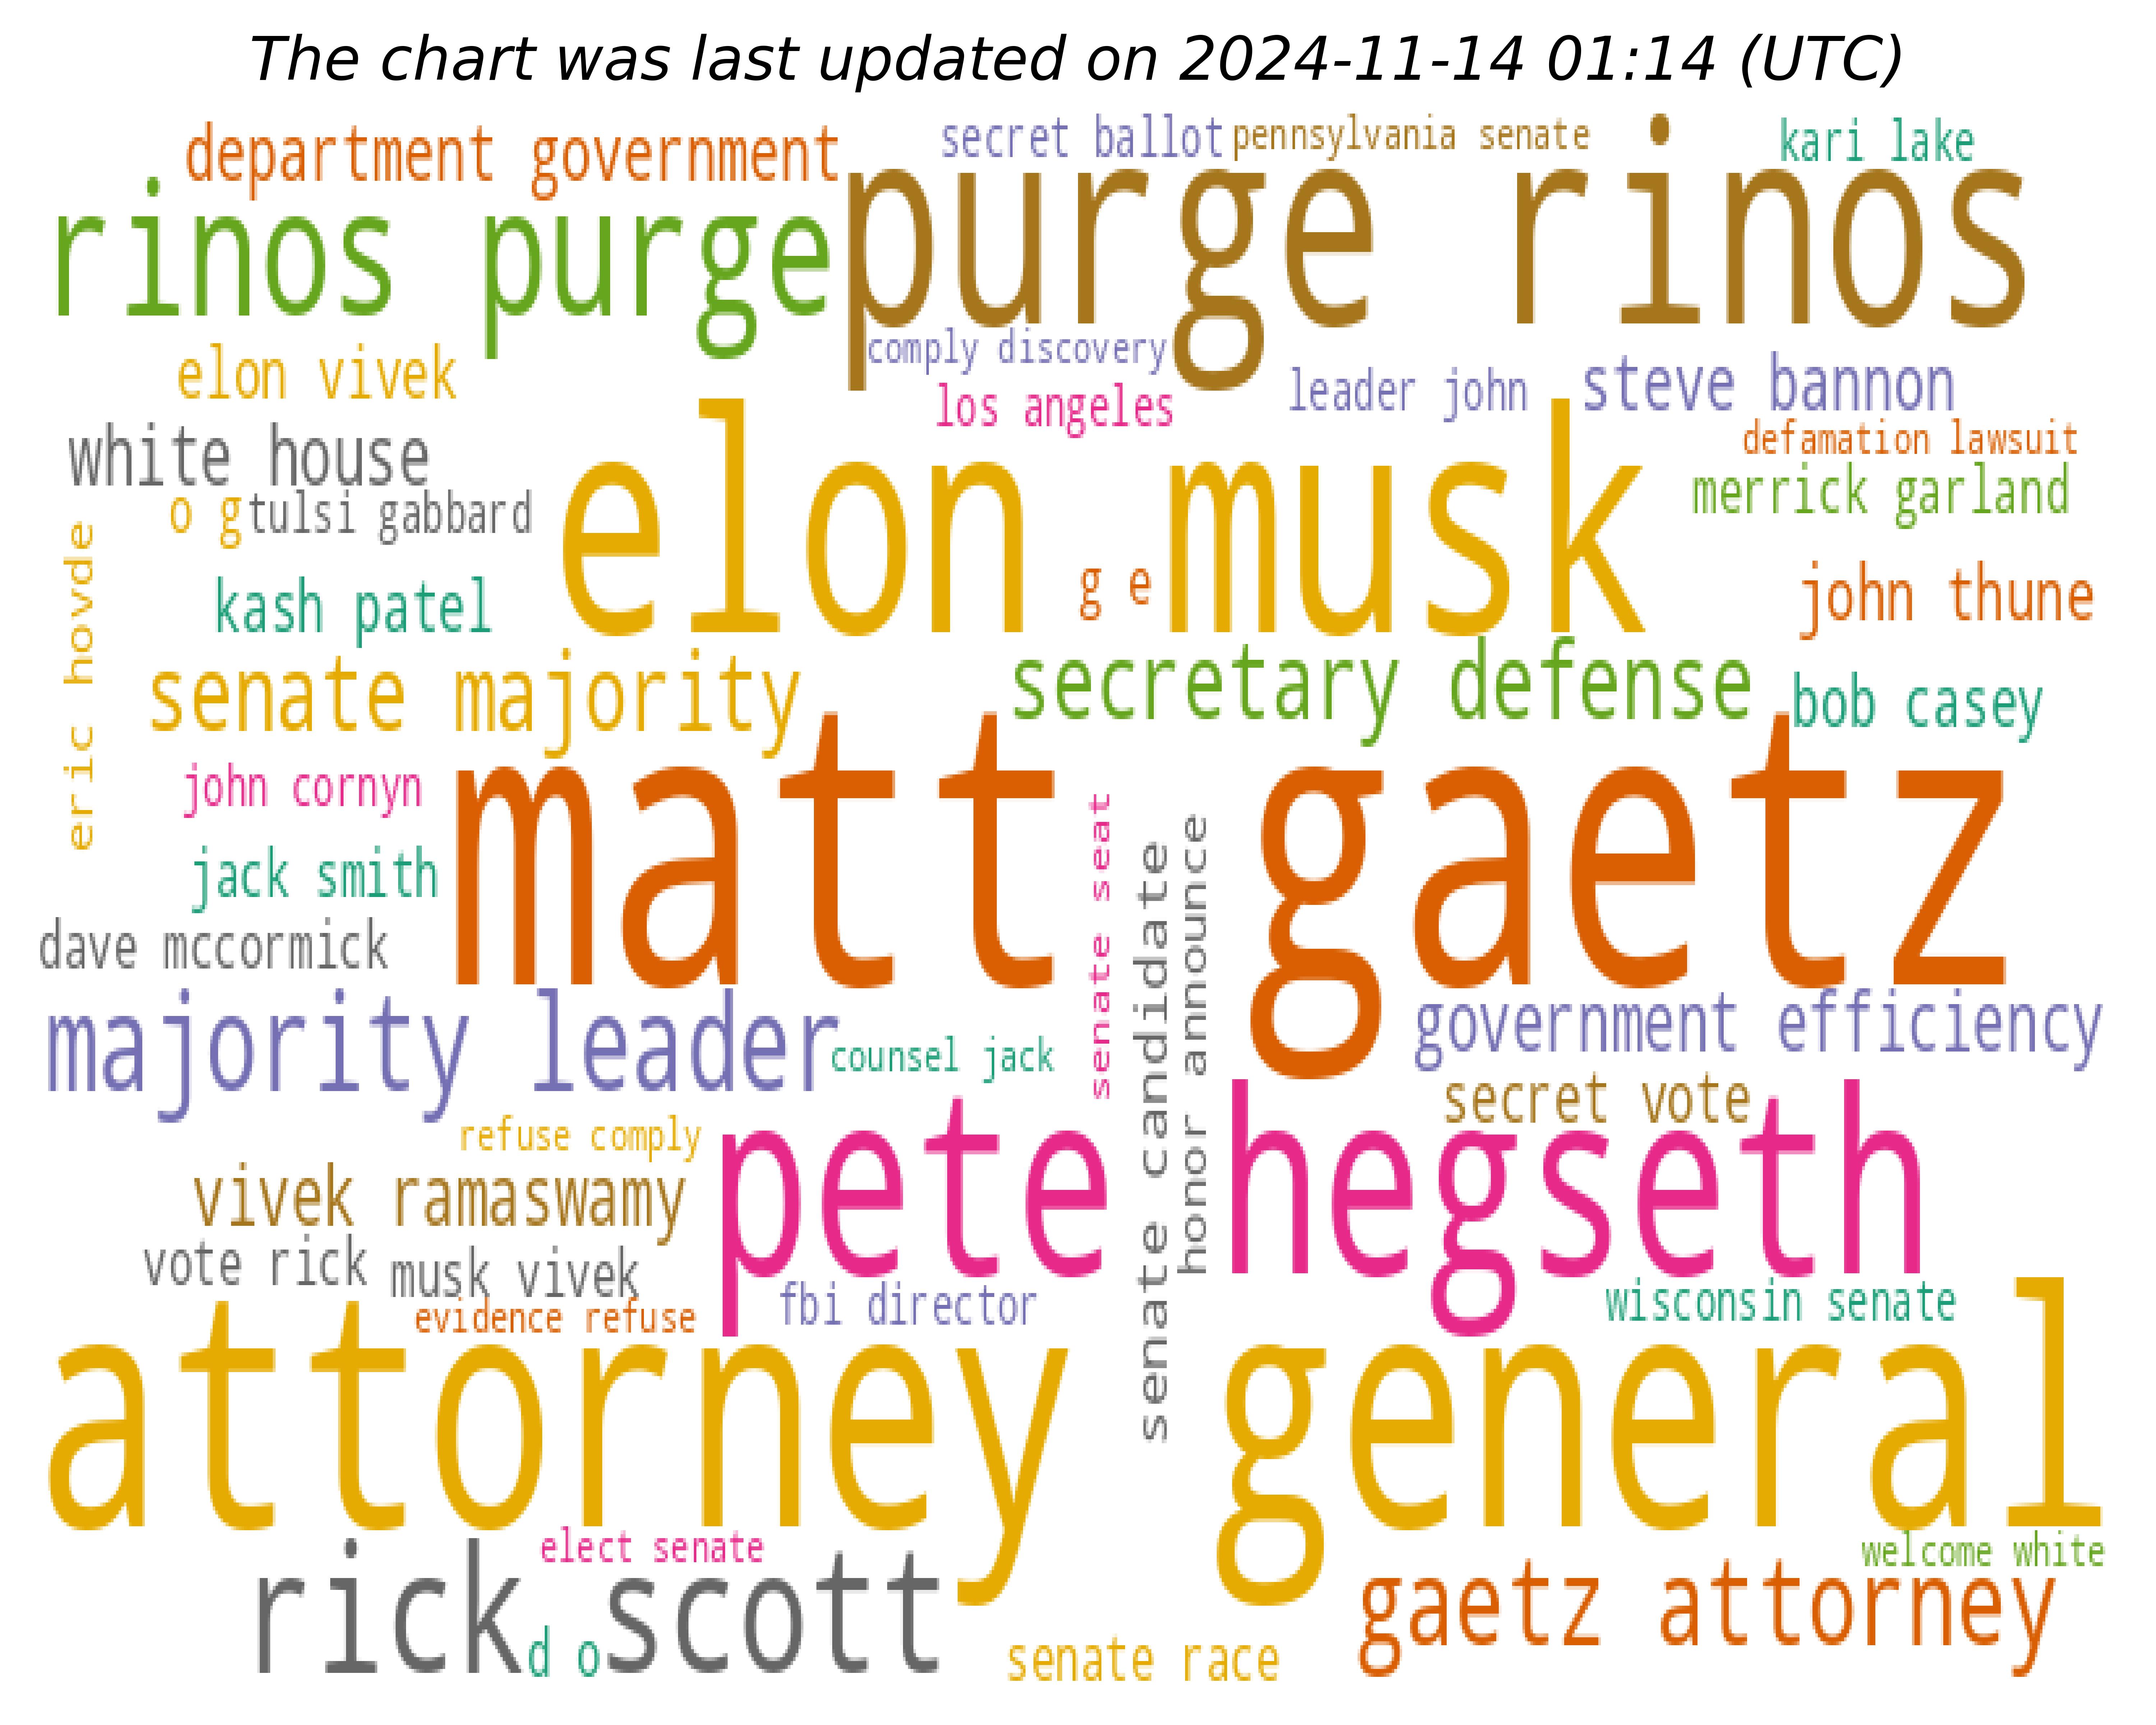 The chart was last updated on 2024-11-14 01:14 (UTC)
department government
secret ballot
pennsylvania senate
kari lake
rinos purge
purge rinos
comply discovery
elon vivek
los angeles
leader john
steve bannon
white house
defamation lawsuit
merrick garland
o g
tulsi gabbard
elon musk
g e
eric hovde
kash patel
john thune
senate majority
secretary defense
bob casey
john cornyn
matt gaetz
jack smith
senate seat
senate candidate
honor announce
dave mccormick
majority leader
counsel jack
government efficiency
secret vote
refuse comply
pete hegseth
vivek ramaswamy
vote rick
musk vivek
evidence refuse
fbi director
wisconsin senate
attorney general
elect senate
welcome white
rick scott
d o
senate race
gaetz attorney